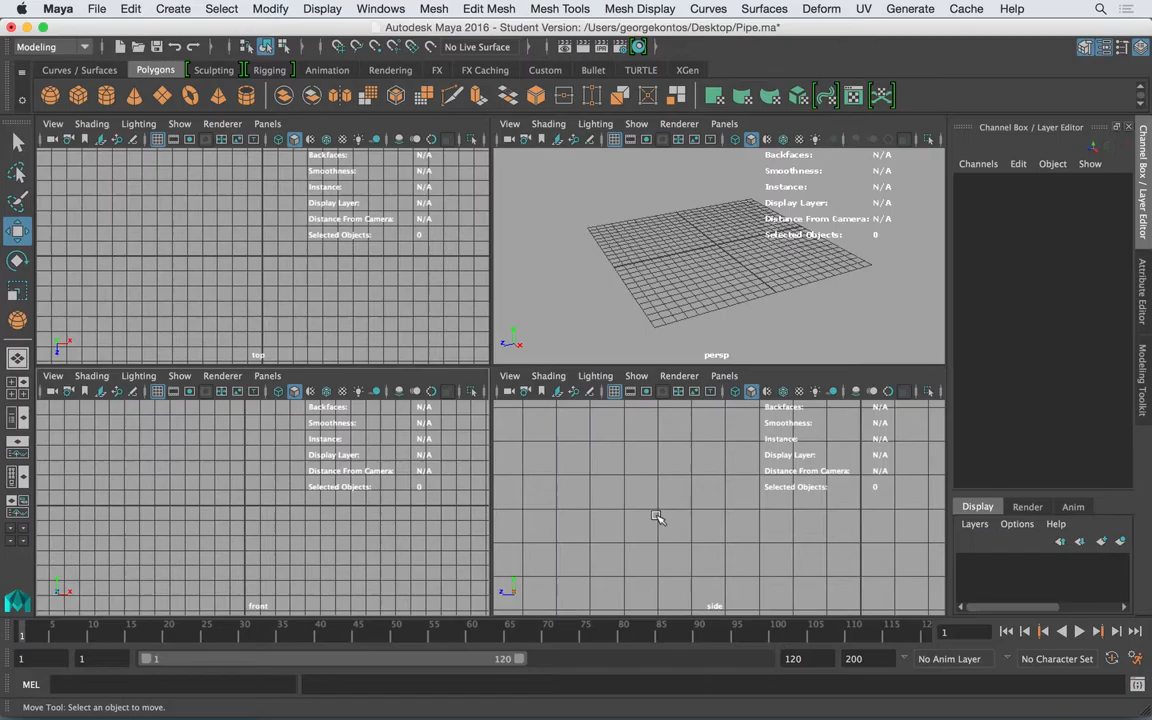 Maya File Edit Create Select Modify Display Windows Mesh Edit Mesh Mesh Tools Mesh Display Curves Surfaces Deform UV Generate Cache Help
Autodesk Maya 2016 - Student Version: /Users/georgekontos/Desktop/Pipe.ma*
Modeling
No Live Surface
Curves / Surfaces Polygons Sculpting Rigging Animation Rendering FX FX Caching Custom Bullet TURTLE XGen
View Shading Lighting Show Renderer Panels
Backfaces: N/A
Smoothness: N/A
Instance: N/A
Display Layer: N/A
Distance From Camera: N/A
Selected Objects: 0
x
z
top
View Shading Lighting Show Renderer Panels
Backfaces: N/A
Smoothness: N/A
Instance: N/A
Display Layer: N/A
Distance From Camera: N/A
Selected Objects: 0
z
x
persp
View Shading Lighting Show Renderer Panels
Backfaces: N/A
Smoothness: N/A
Instance: N/A
Display Layer: N/A
Distance From Camera: N/A
Selected Objects: 0
x
front
View Shading Lighting Show Renderer Panels
Backfaces: N/A
Smoothness: N/A
Instance: N/A
Display Layer: N/A
Distance From Camera: N/A
Selected Objects: 0
z
side
Channel Box / Layer Editor
Channels Edit Object Show
Channel Box / Layer Editor
Attribute Editor
Modeling Toolkit
Display Render Anim
Layers Options Help
1 5 10 15 20 25 30 35 40 45 50 55 60 65 70 75 80 85 90 95 100 105 110 115 12
1
1 1 1 120 120 200 No Anim Layer No Character Set
MEL
Move Tool: Select an object to move.